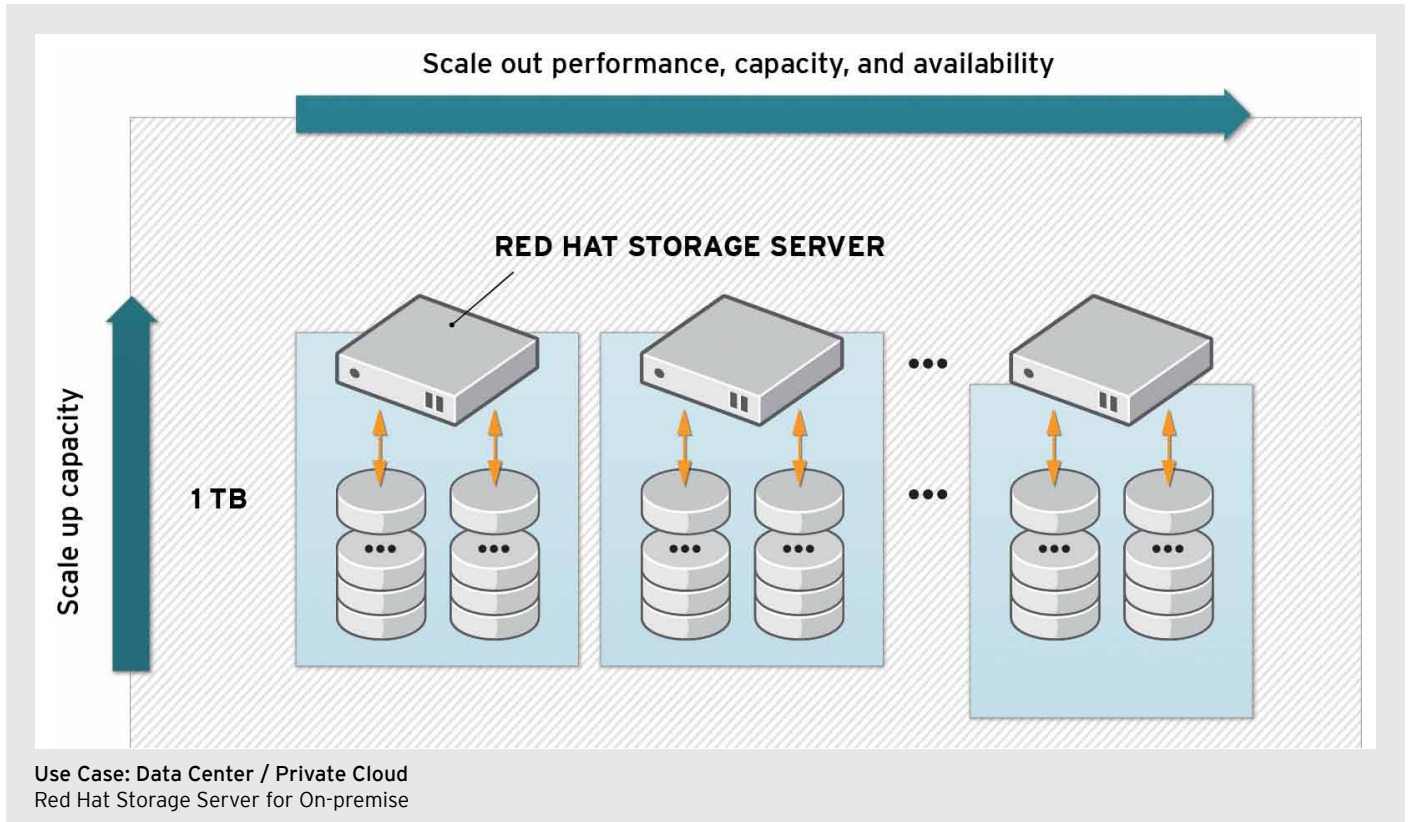 Scale out performance, capacity, and availability
RED HAT STORAGE SERVER
Scale up capacity
1 TB
Use Case: Data Center / Private Cloud
Red Hat Storage Server for On-premise